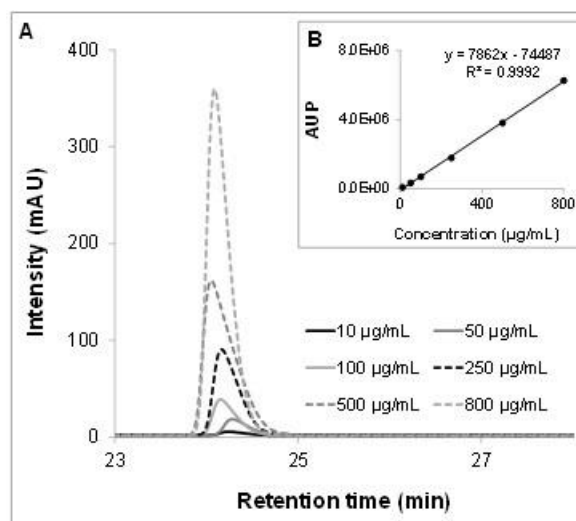 A
B
y = 7862x - 74487
R² = 0.9992
8.0E+06
4.0E+06
0.0E+00
AUP
0
400
800
Concentration (µg/mL)
400
300
200
100
0
Intensity (mAU)
10 µg/mL
50 µg/mL
100 µg/mL
250 µg/mL
500 µg/mL
800 µg/mL
23
25
27
Retention time (min)